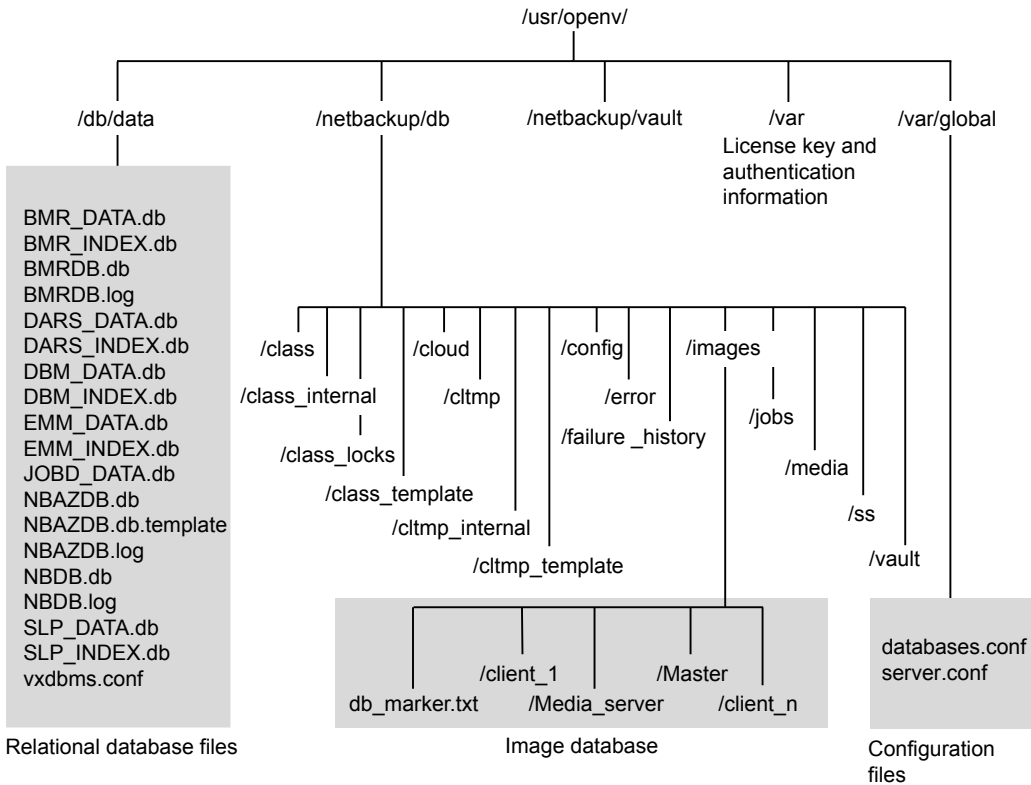 /usr/openv/
/db/data
/netbackup/db
/netbackup/vault
/var
/var/global
License key and
authentication
information
BMR_DATA.db
BMR_INDEX.db
BMRDB.db
BMRDB.log
DARS_DATA.db
DARS_INDEX.db
DBM_DATA.db
DBM_INDEX.db
EMM_DATA.db
EMM_INDEX.db
JOBD_DATA.db
NBAZDB.db
NBAZDB.db.template
NBAZDB.log
NBDB.db
NBDB.log
SLP_DATA.db
SLP_INDEX.db
vxdbms.conf
Relational database files
/class
/cloud
/config
/images
/class_internal
/cltmp
/error
/jobs
/class_locks
/failure _history
/media
/class_template
/ss
/cltmp_internal
/cltmp_template
/vault
/client_1
/Master
db_marker.txt
/Media_server
/client_n
Image database
databases.conf
server.conf
Configuration
files